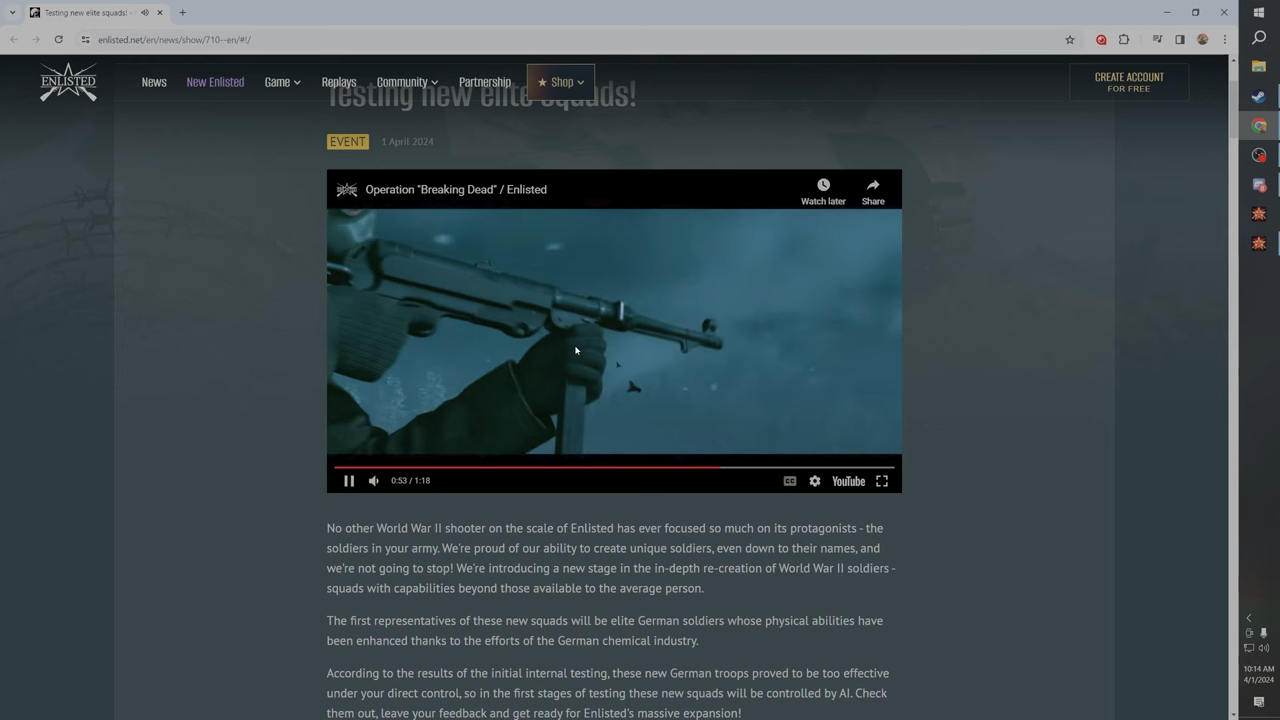 Testing new elite squads! -
enlisted.net/en/news/show/710--en/#!/
ENLISTED
News
New Enlisted
Game
Replays
Community
Partnership
★ Shop
CREATE ACCOUNT
FOR FREE
Testing new elite squads!
EVENT
1 April 2024
Operation "Breaking Dead" / Enlisted
Watch later
Share
0:53 / 1:18
CC
YouTube
No other World War II shooter on the scale of Enlisted has ever focused so much on its protagonists - the
soldiers in your army. We're proud of our ability to create unique soldiers, even down to their names, and
we're not going to stop! We're introducing a new stage in the in-depth re-creation of World War II soldiers -
squads with capabilities beyond those available to the average person.
The first representatives of these new squads will be elite German soldiers whose physical abilities have
been enhanced thanks to the efforts of the German chemical industry.
According to the results of the initial internal testing, these new German troops proved to be too effective
under your direct control, so in the first stages of testing these new squads will be controlled by AI. Check
them out, leave your feedback and get ready for Enlisted's massive expansion!
10:14 AM
4/1/2024